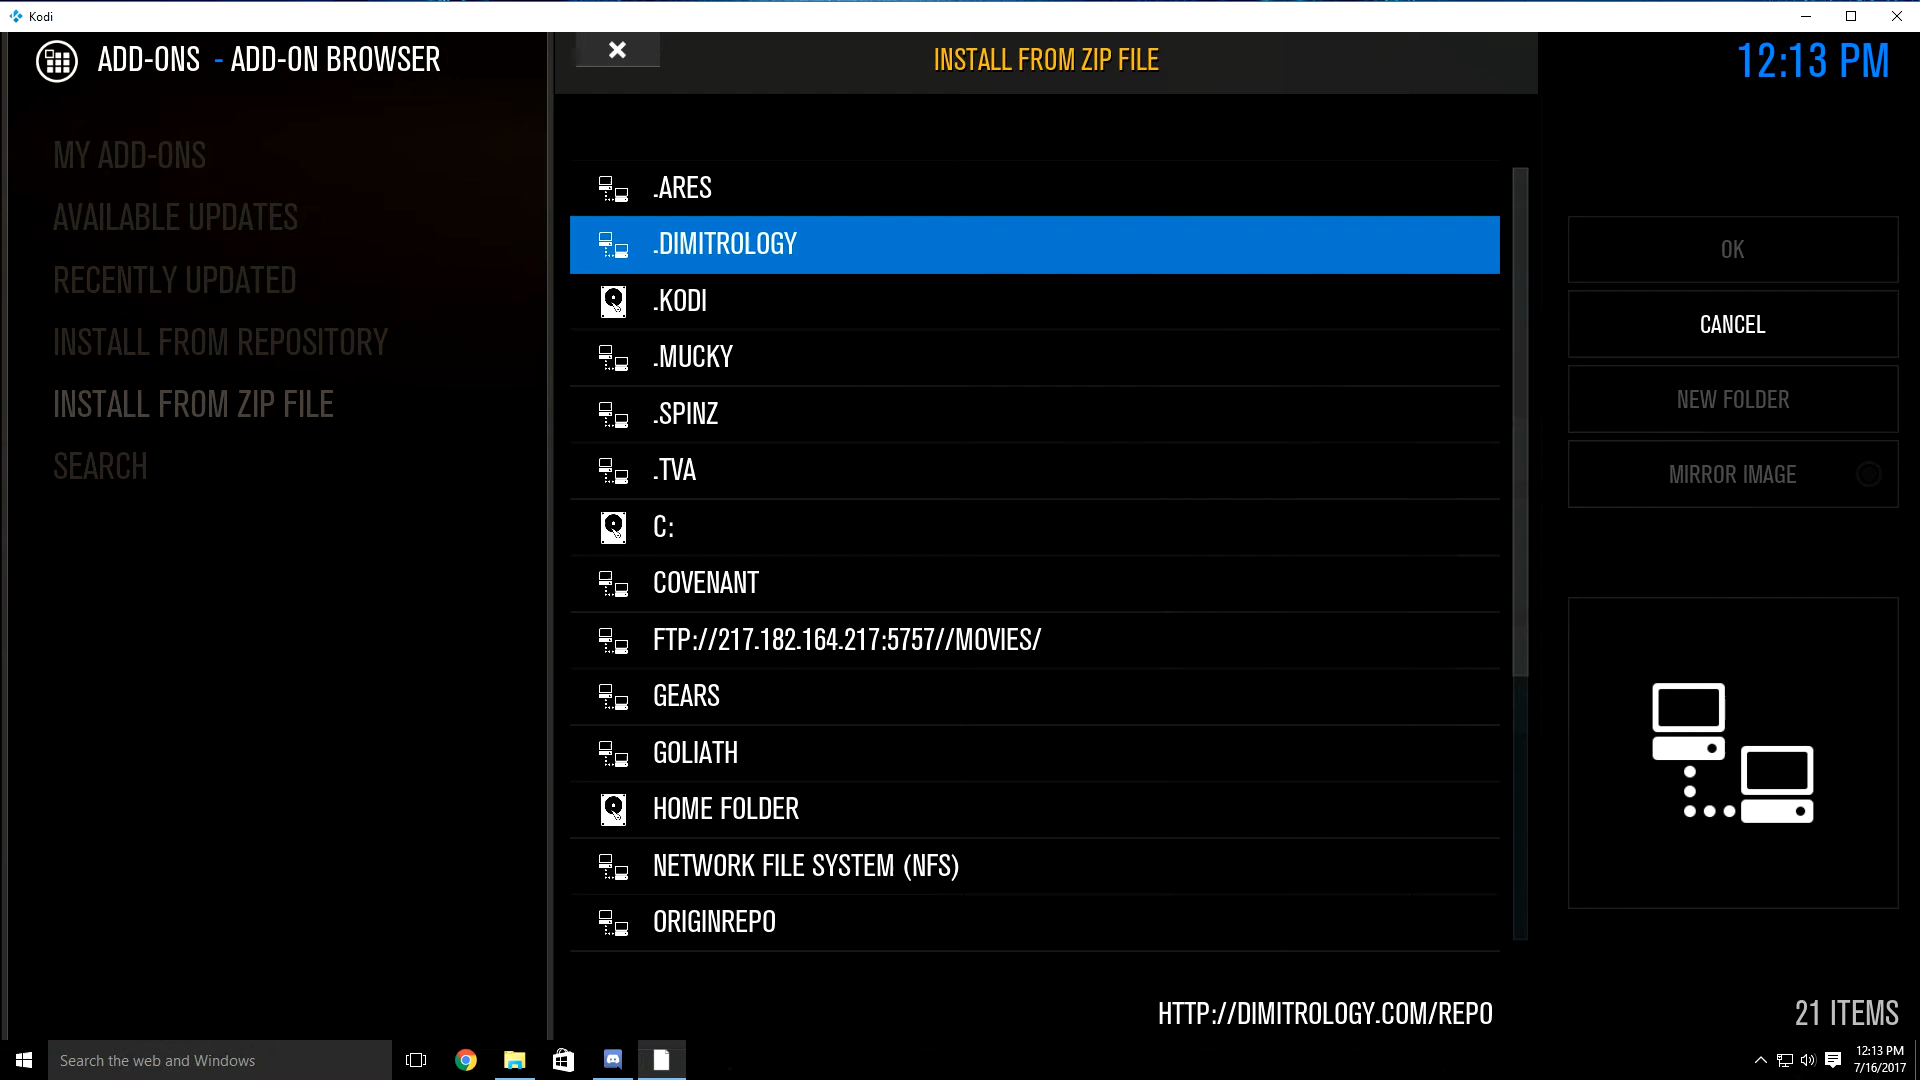 Kodi
ADD-ONS - ADD-ON BROWSER
MY ADD-ONS
AVAILABLE UPDATES
RECENTLY UPDATED
INSTALL FROM REPOSITORY
INSTALL FROM ZIP FILE
SEARCH
INSTALL FROM ZIP FILE
.ARES
.DIMITROLOGY
.KODI
.MUCKY
.SPINZ
.TVA
C:
COVENANT
FTP://217.182.164.217:5757//MOVIES/
GEARS
GOLIATH
HOME FOLDER
NETWORK FILE SYSTEM (NFS)
ORIGINREPO
HTTP://DIMITROLOGY.COM/REPO
12:13 PM
OK
CANCEL
NEW FOLDER
MIRROR IMAGE
21 ITEMS
Search the web and Windows
12:13 PM
7/16/2017